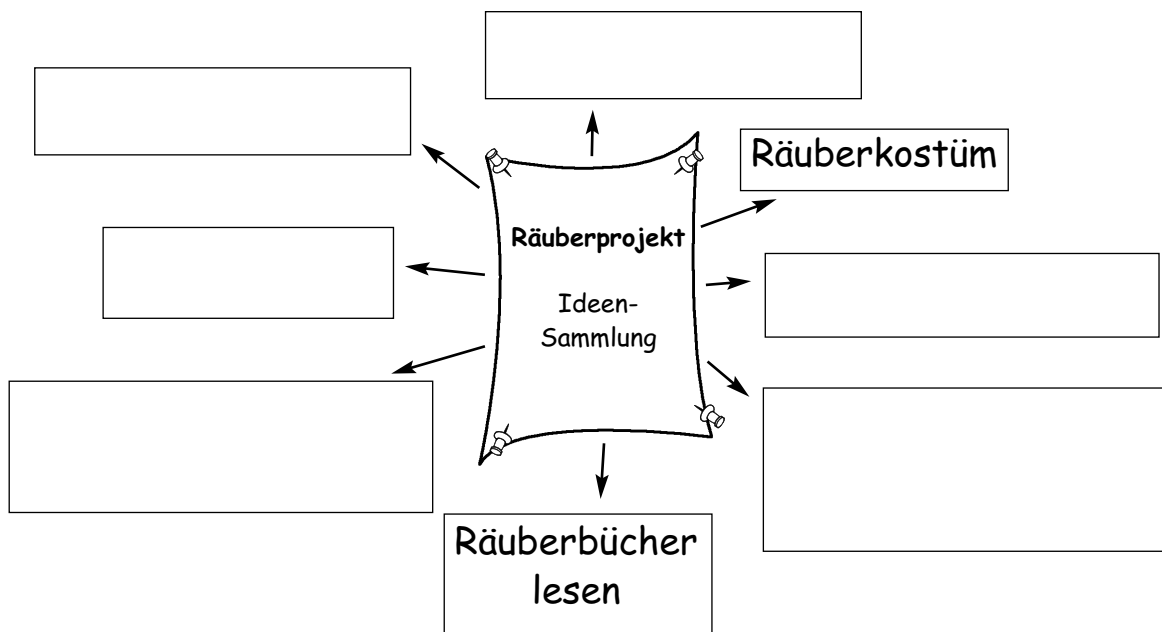 Räuberkostüm
Räuberprojekt
Ideen-
Sammlung
Räuberbücher
lesen